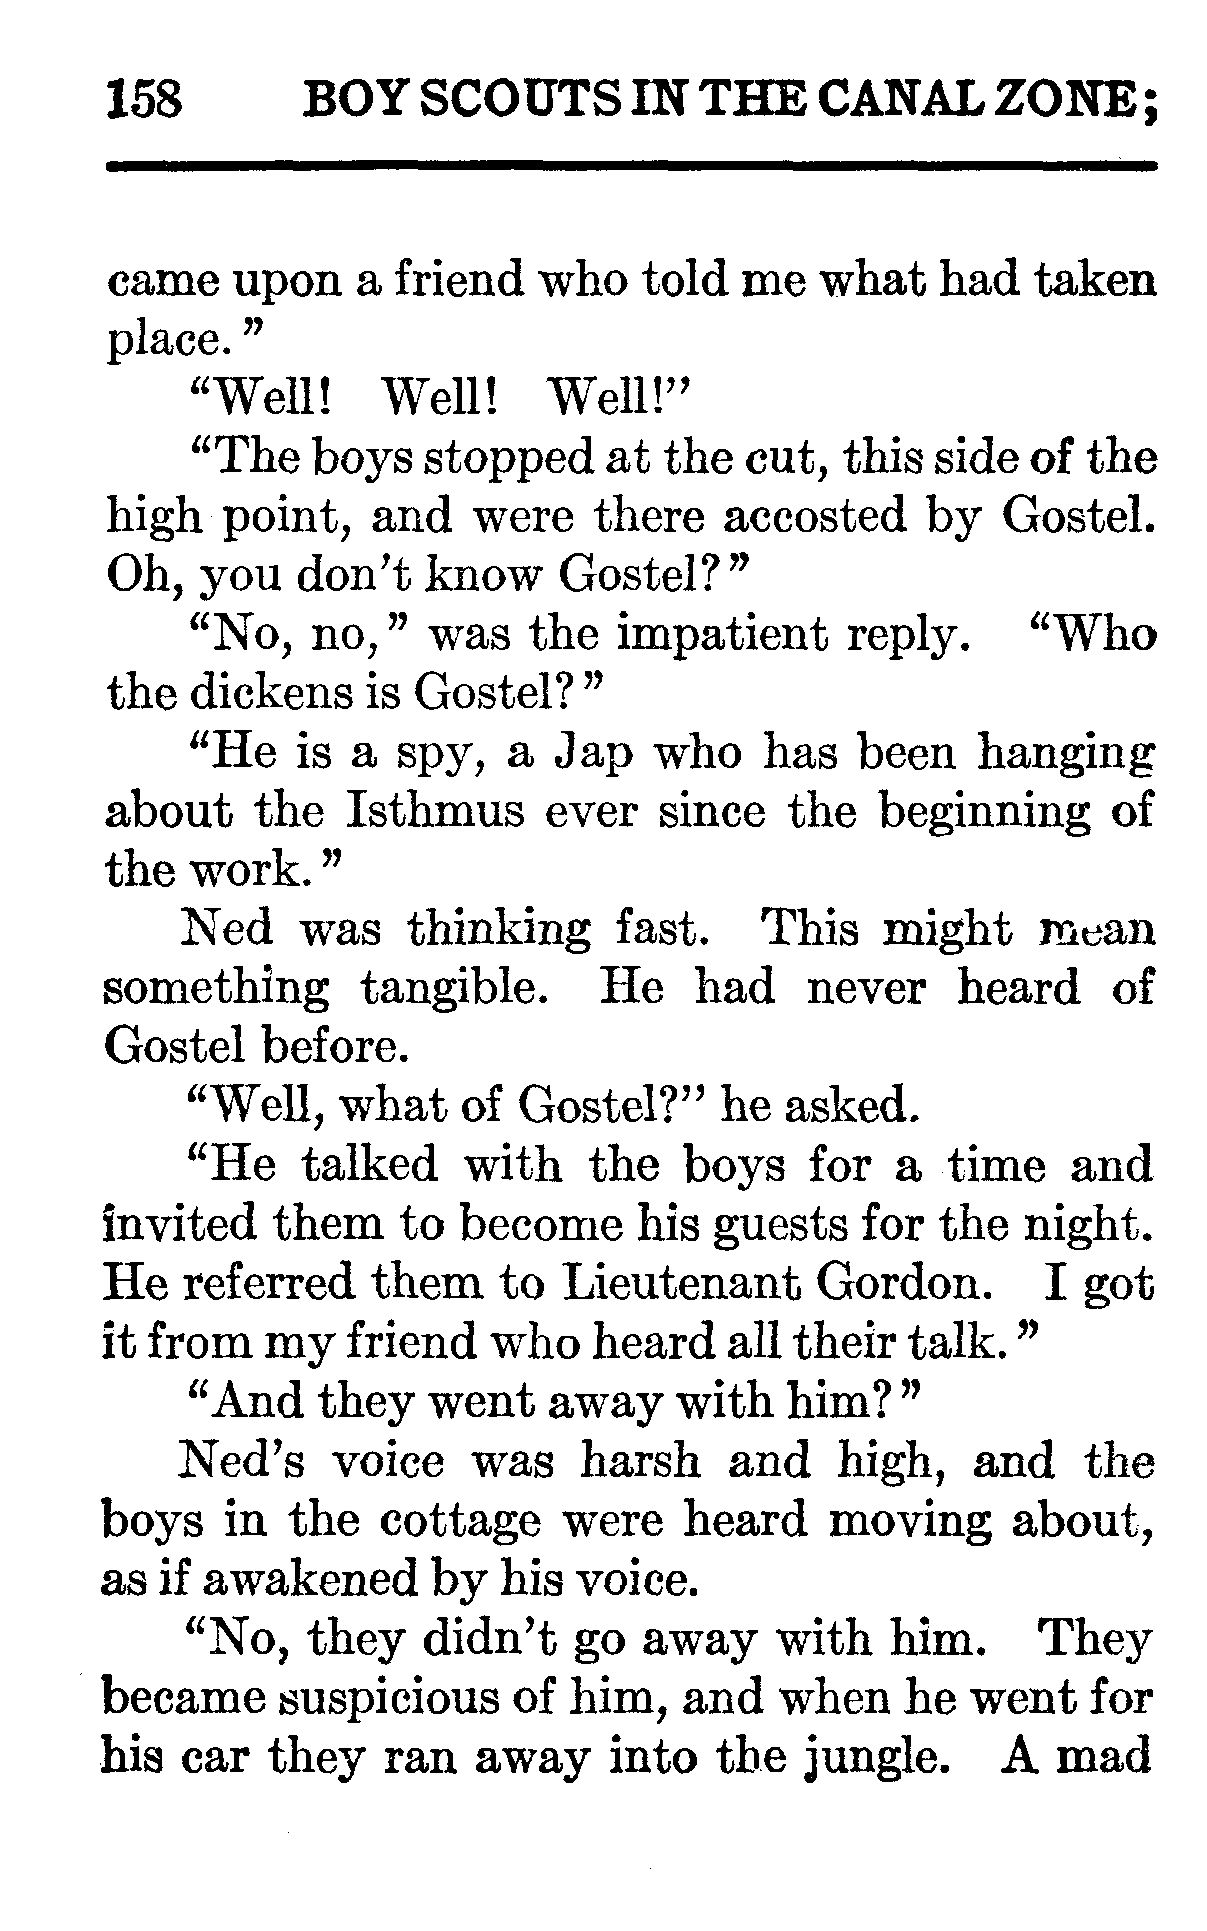 158 BOY SCOUTS IN THE CANAL ZONE;
came upon a friend who told me what had taken
place."
"Well! Well! Well!"
"The boys stopped at the cut, this side of the
high point, and were there accosted by Gostel.
Oh, you don't know Gostel?"
"No, no," was the impatient reply. "Who
the dickens is Gostel?"
"He is a spy, a Jap who has been hanging
about the Isthmus ever since the beginning of
the work."
Ned was thinking fast. This might mean
something tangible. He had never heard of
Gostel before.
"Well, what of Gostel?" he asked.
"He talked with the boys for a time and
invited them to become his guests for the night.
He referred them to Lieutenant Gordon. I got
it from my friend who heard all their talk."
"And they went away with him?"
Ned's voice was harsh and high, and the
boys in the cottage were heard moving about,
as if awakened by his voice.
"No, they didn't go away with him. They
became suspicious of him, and when he went for
his car they ran away into the jungle. A mad